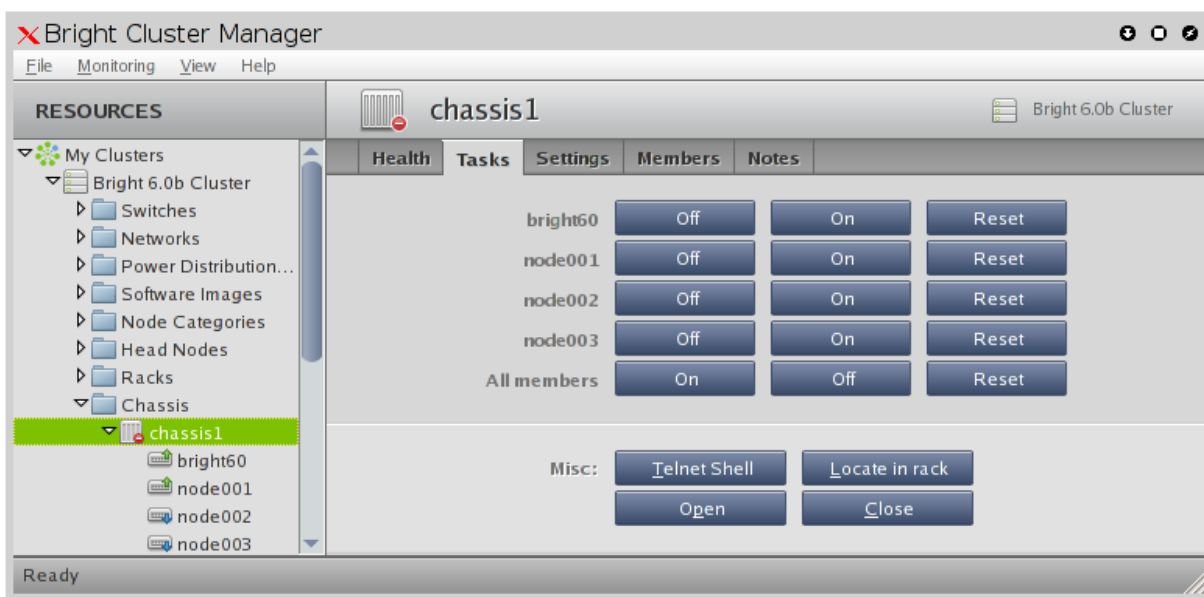 Bright Cluster Manager
File Monitoring View Help
RESOURCES
My Clusters
Bright 6.0b Cluster
Switches
Networks
Power Distribution...
Software Images
Node Categories
Head Nodes
Racks
Chassis
chassis1
bright60
node001
node002
node003
chassis1
Bright 6.0b Cluster
Health Tasks Settings Members Notes
bright60 Off On Reset
node001 Off On Reset
node002 Off On Reset
node003 Off On Reset
All members On Off Reset
Misc: Telnet Shell Locate in rack
Open Close
Ready